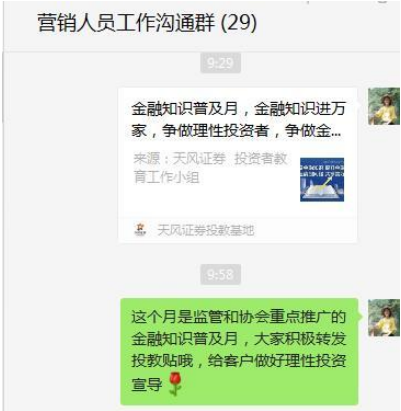 营销人员工作沟通群 (29)
9:29
金融知识普及月，金融知识进万
家，争做理性投资者，争做金...
来源：天风证券 投资者教
育工作小组
天风证券投教基地
9:58
这个月是监管和协会重点推广的
金融知识普及月，大家积极转发
投教贴哦，给客户做好理性投资
宣导🌹